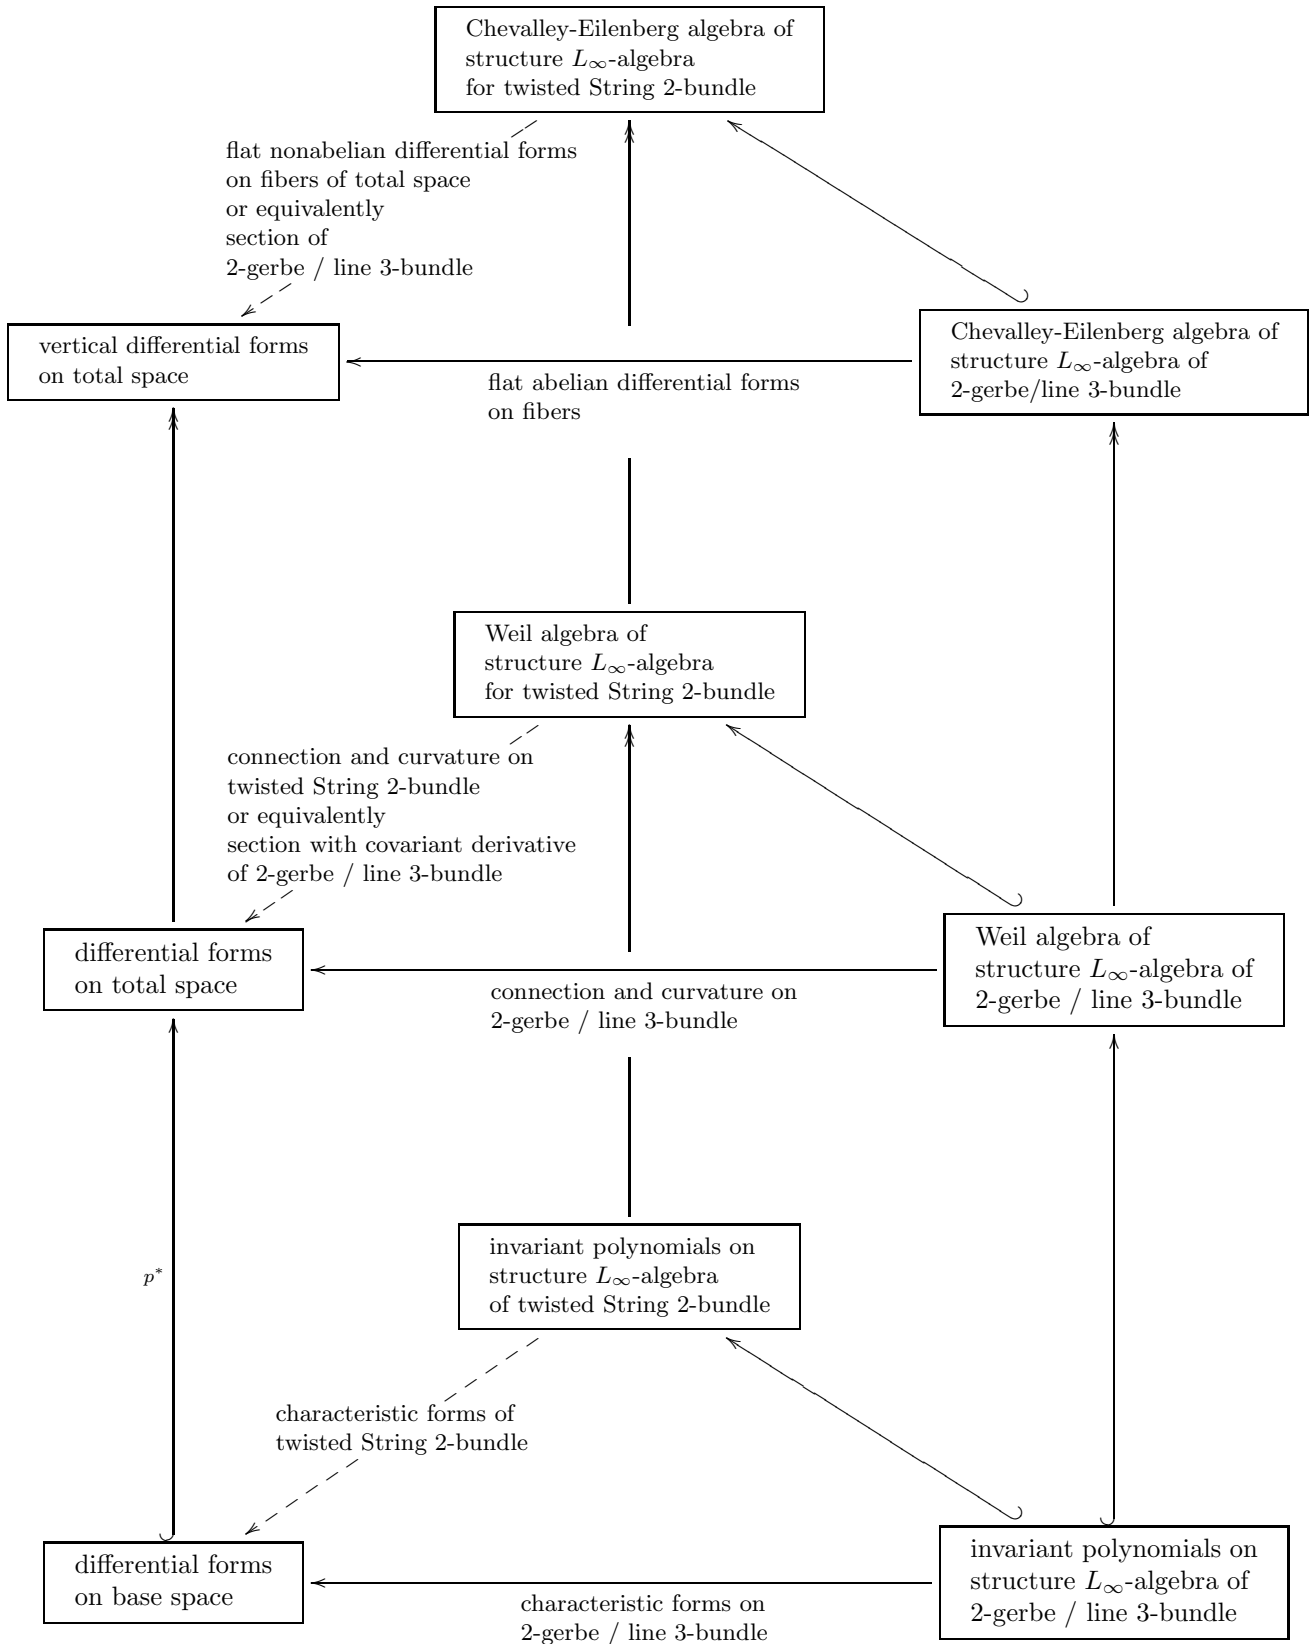 Chevalley-Eilenberg algebra of
structure L∞-algebra
for twisted String 2-bundle
flat nonabelian differential forms
on fibers of total space
or equivalently
section of
2-gerbe / line 3-bundle
vertical differential forms
on total space
flat abelian differential forms
on fibers
Chevalley-Eilenberg algebra of
structure L∞-algebra of
2-gerbe/line 3-bundle
Weil algebra of
structure L∞-algebra
for twisted String 2-bundle
connection and curvature on
twisted String 2-bundle
or equivalently
section with covariant derivative
of 2-gerbe / line 3-bundle
differential forms
on total space
connection and curvature on
2-gerbe / line 3-bundle
Weil algebra of
structure L∞-algebra of
2-gerbe / line 3-bundle
p*
invariant polynomials on
structure L∞-algebra
of twisted String 2-bundle
characteristic forms of
twisted String 2-bundle
differential forms
on base space
characteristic forms on
2-gerbe / line 3-bundle
invariant polynomials on
structure L∞-algebra of
2-gerbe / line 3-bundle